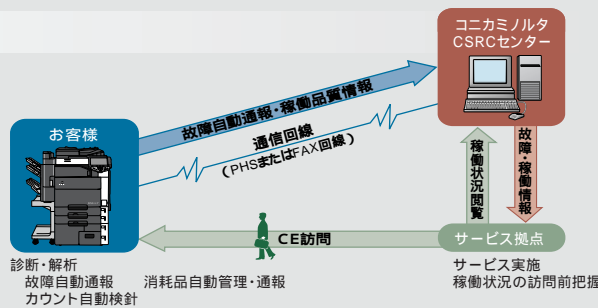 コニカミノルタ
CSRCセンター
故障自動通報・稼働品質情報
お客様
通信回線
（PHSまたはFAX回線）
稼働状況閲覧
故障・稼働情報
CE訪問
サービス拠点
診断・解析
故障自動通報
カウント自動検針
消耗品自動管理・通報
サービス実施
稼働状況の訪問前把握